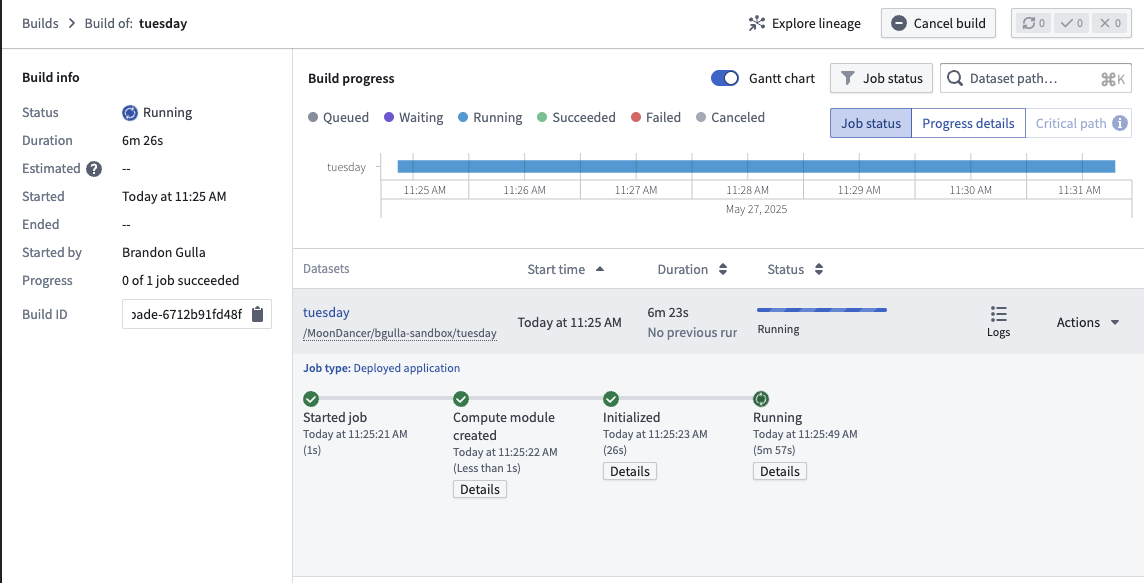 Builds > Build of: tuesday
Explore lineage
Cancel build
0 0 0
Build info
Status Running
Duration 6m 26s
Estimated ? --
Started Today at 11:25 AM
Ended --
Started by Brandon Gulla
Progress 0 of 1 job succeeded
Build ID bade-6712b91fd48f
Build progress
Gantt chart
Job status
Dataset path…
⌘K
Queued Waiting Running Succeeded Failed Canceled
Job status Progress details Critical path
tuesday
11:25 AM 11:26 AM 11:27 AM 11:28 AM 11:29 AM 11:30 AM 11:31 AM
May 27, 2025
Datasets Start time Duration Status
tuesday
/MoonDancer/bgulla-sandbox/tuesday
Today at 11:25 AM
6m 23s
No previous rur
Running
Logs
Actions
Job type: Deployed application
Started job
Today at 11:25:21 AM
(1s)
Compute module
created
Today at 11:25:22 AM
(Less than 1s)
Details
Initialized
Today at 11:25:23 AM
(26s)
Details
Running
Today at 11:25:49 AM
(5m 57s)
Details